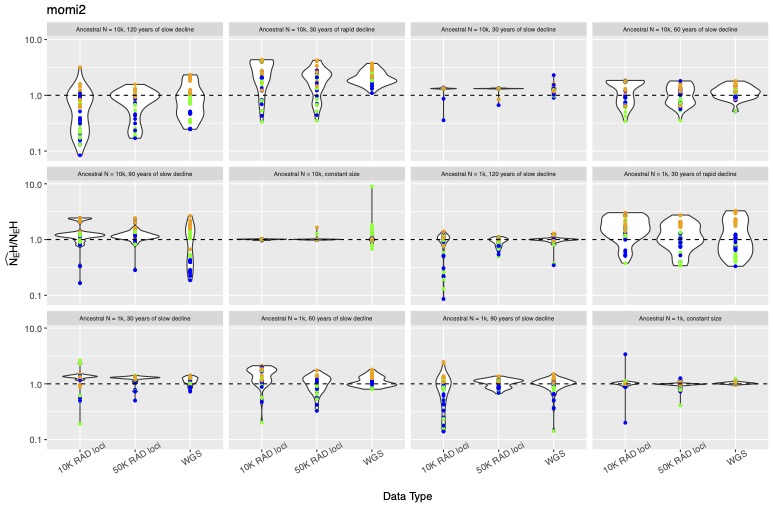 momi2
Ancestral N = 10k, 120 years of slow decline
Ancestral N = 10k, 30 years of rapid decline
Ancestral N = 10k, 30 years of slow decline
Ancestral N = 10k, 60 years of slow decline
10.0
1.0
0.1
Ancestral N = 10k, 90 years of slow decline
Ancestral N = 10k, constant size
Ancestral N = 1k, 120 years of slow decline
Ancestral N = 1k, 30 years of rapid decline
10.0
1.0
0.1
N̂EH/NEH
Ancestral N = 1k, 30 years of slow decline
Ancestral N = 1k, 60 years of slow decline
Ancestral N = 1k, 90 years of slow decline
Ancestral N = 1k, constant size
10.0
1.0
0.1
10K RAD loci
50K RAD loci
WGS
10K RAD loci
50K RAD loci
WGS
10K RAD loci
50K RAD loci
WGS
10K RAD loci
50K RAD loci
WGS
Data Type